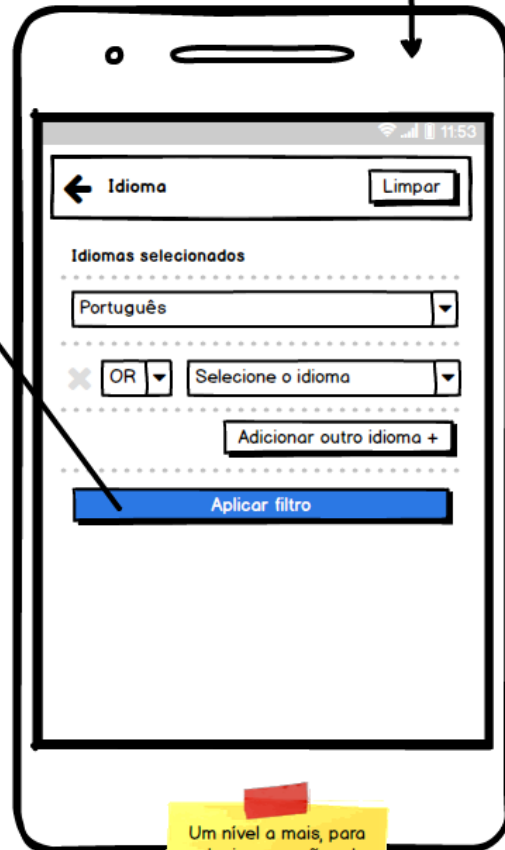 11:53
Idioma
Limpar
Idiomas selecionados
Português
OR
Selecione o idioma
Adicionar outro idioma +
Aplicar filtro
Um nível a mais, para